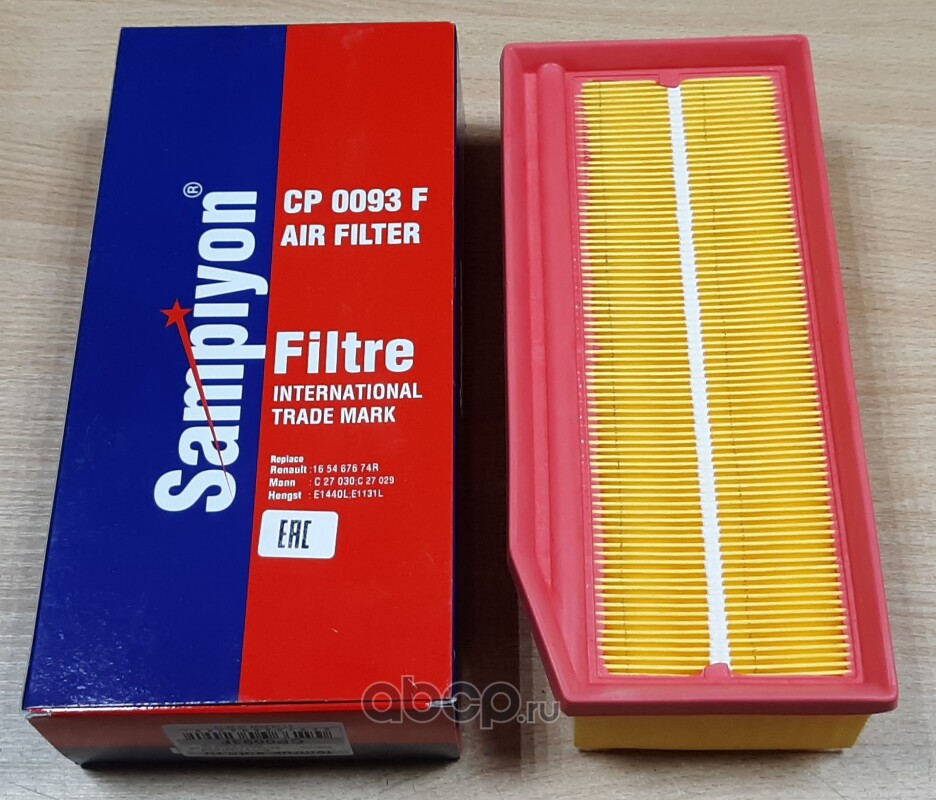 Sampiyon®
CP 0093 F
AIR FILTER
Filtre
INTERNATIONAL
TRADE MARK
Replace
Renault :16 54 676 74R
Mann : C 27 030;C 27 029
Hengst : E1440L;E1131L
EAC
abcp.ru